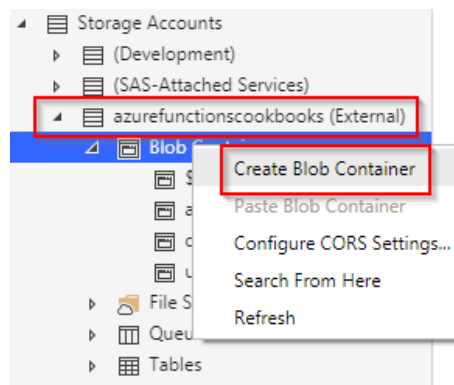 Storage Accounts
(Development)
(SAS-Attached Services)
azurefunctionscookbooks (External)
Blob
Create Blob Container
Paste Blob Container
Configure CORS Settings...
Search From Here
File S
Refresh
Queu
Tables